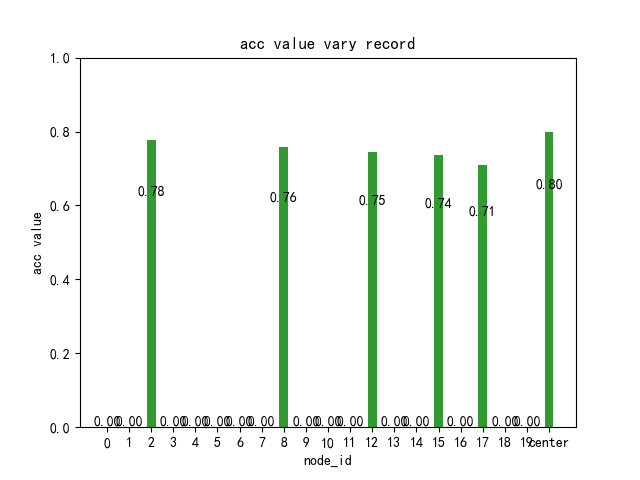 acc value vary record
1.0
0.8
0.6
0.4
0.2
0.0
acc value
0.00 0.00 0.78 0.00 0.00 0.00 0.00 0.00 0.76 0.00 0.00 0.00 0.75 0.00 0.00 0.74 0.00 0.71 0.00 0.00 0.80
0 1 2 3 4 5 6 7 8 9 10 11 12 13 14 15 16 17 18 19 center
node_id